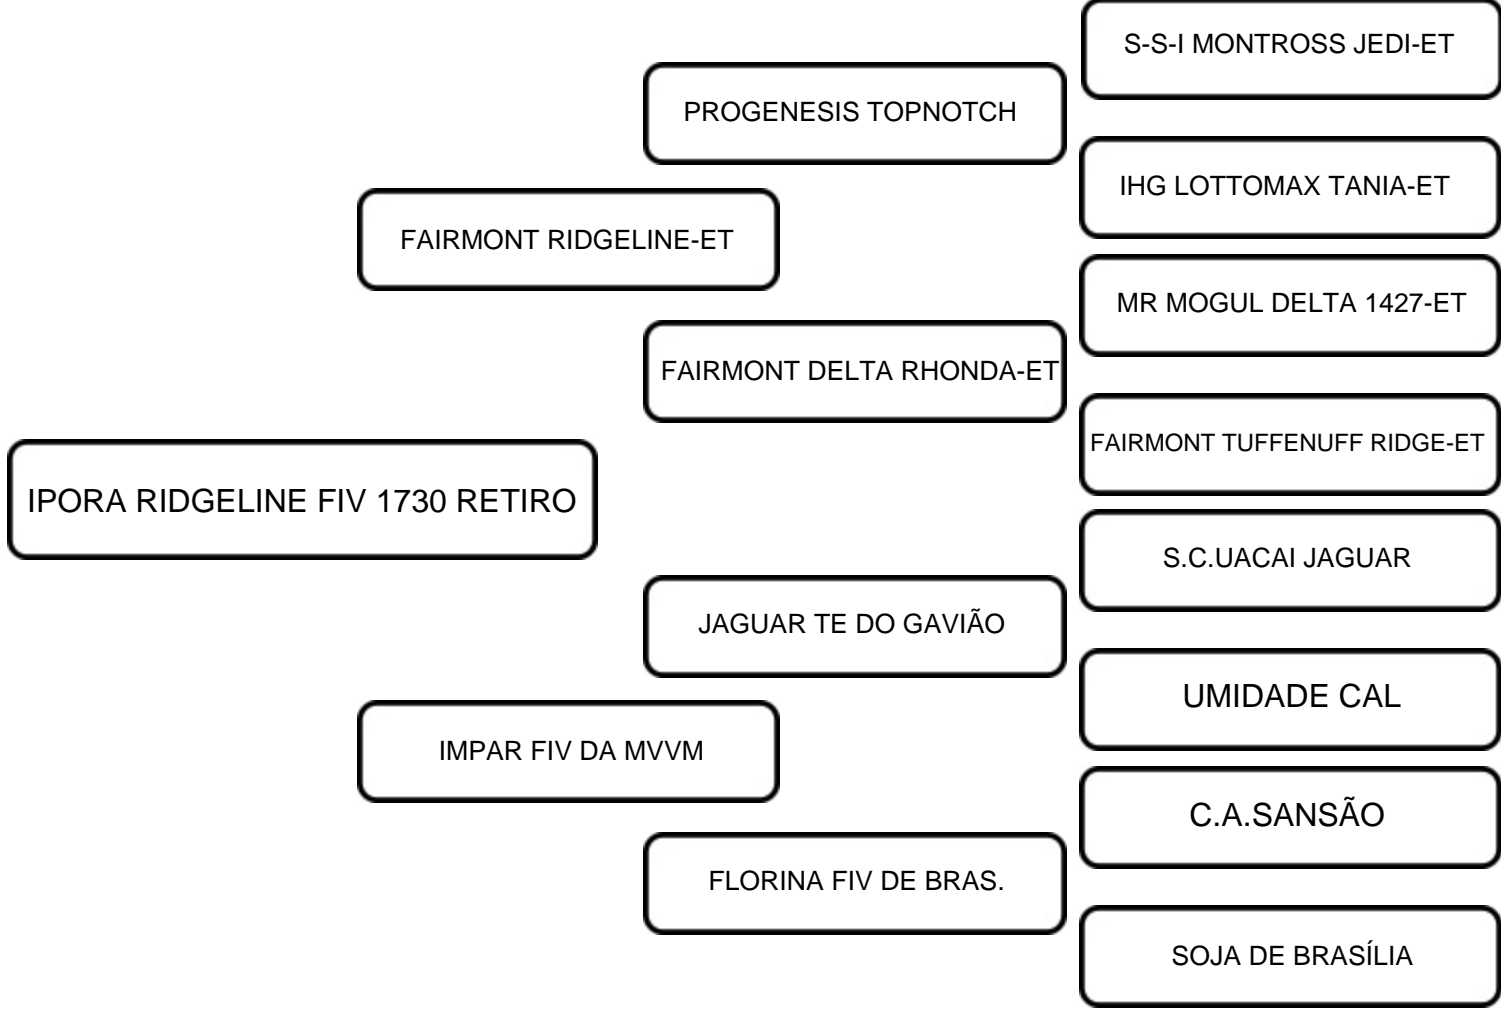 S-S-I MONTROSS JEDI-ET
PROGENESIS TOPNOTCH
IHG LOTTOMAX TANIA-ET
FAIRMONT RIDGELINE-ET
MR MOGUL DELTA 1427-ET
FAIRMONT DELTA RHONDA-ET
FAIRMONT TUFFENUFF RIDGE-ET
IPORA RIDGELINE FIV 1730 RETIRO
S.C.UACAI JAGUAR
JAGUAR TE DO GAVIÃO
UMIDADE CAL
IMPAR FIV DA MVVM
C.A.SANSÃO
FLORINA FIV DE BRAS.
SOJA DE BRASÍLIA